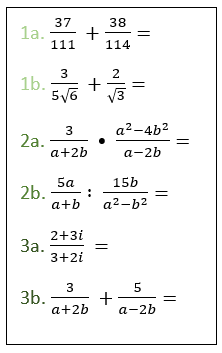 1a. 37/111 + 38/114 =
1b. 3/5√6 + 2/√3 =
2a. 3/a+2b • a²−4b²/a−2b =
2b. 5a/a+b : 15b/a²−b² =
3a. 2+3i/3+2i =
3b. 3/a+2b + 5/a−2b =